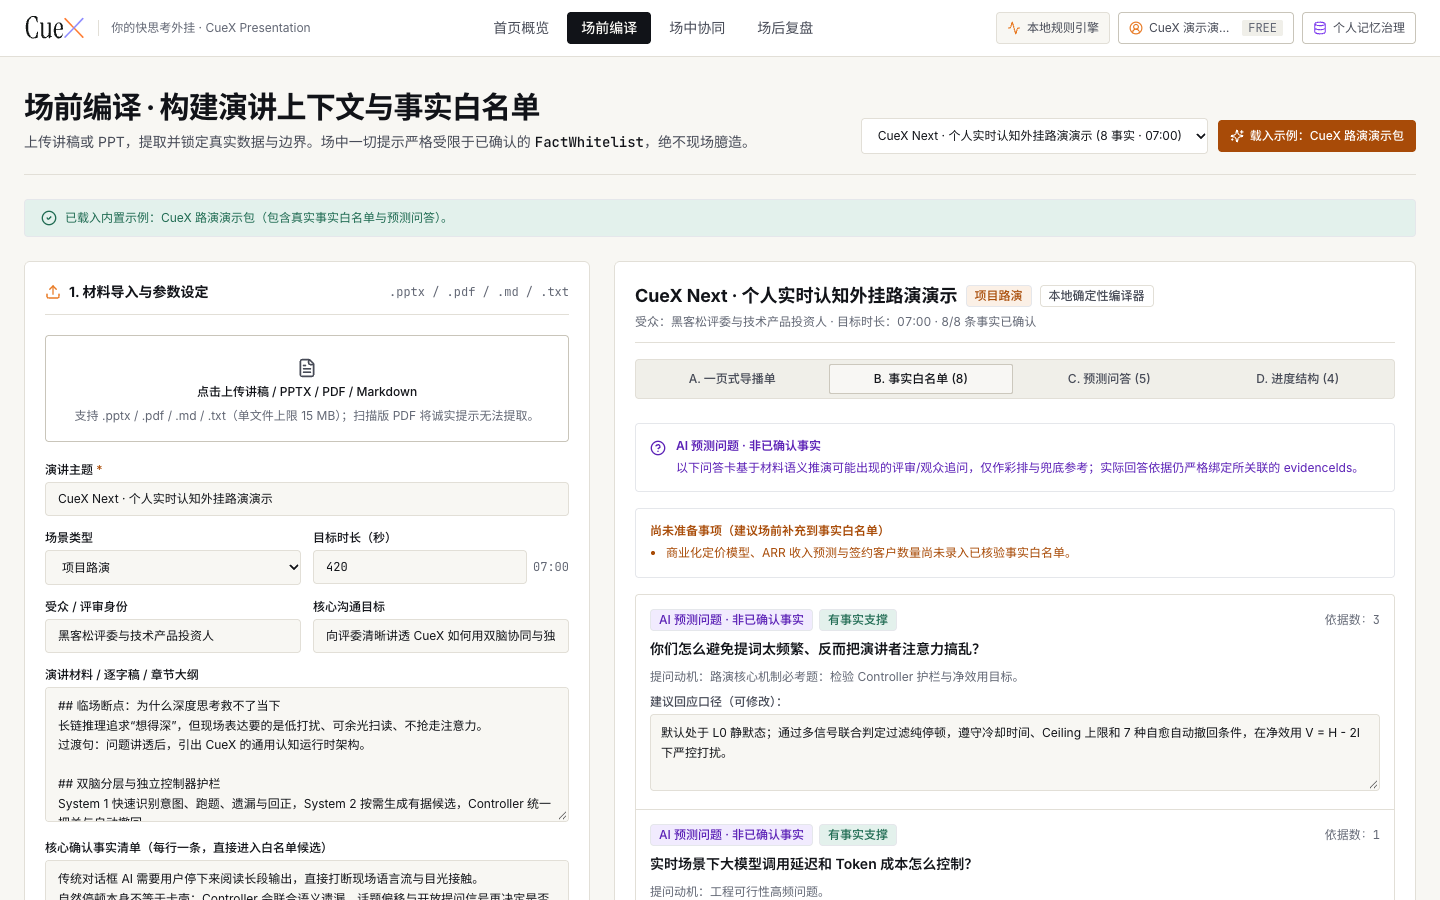 CueX
你的快思考外挂 · CueX Presentation
首页概览
场前编译
场中协同
场后复盘
本地规则引擎
CueX 演示演...
FREE
个人记忆治理
场前编译 · 构建演讲上下文与事实白名单
上传讲稿或 PPT，提取并锁定真实数据与边界。场中一切提示严格受限于已确认的 FactWhitelist，绝不现场臆造。
CueX Next · 个人实时认知外挂路演演示 (8 事实 · 07:00)
载入示例：CueX 路演演示包
已载入内置示例：CueX 路演演示包（包含真实事实白名单与预测问答）。
1. 材料导入与参数设定
.pptx / .pdf / .md / .txt
点击上传讲稿 / PPTX / PDF / Markdown
支持 .pptx / .pdf / .md / .txt（单文件上限 15 MB）；扫描版 PDF 将诚实提示无法提取。
演讲主题 *
CueX Next · 个人实时认知外挂路演演示
场景类型
目标时长（秒）
项目路演
420
07:00
受众 / 评审身份
核心沟通目标
黑客松评委与技术产品投资人
向评委清晰讲透 CueX 如何用双脑协同与独
演讲材料 / 逐字稿 / 章节大纲
## 临场断点：为什么深度思考救不了当下
长链推理追求“想得深”，但现场表达要的是低打扰、可余光扫读、不抢走注意力。
过渡句：问题讲透后，引出 CueX 的通用认知运行时架构。
## 双脑分层与独立控制器护栏
System 1 快速识别意图、跑题、遗漏与回正，System 2 按需生成有据候选，Controller 统一
核心确认事实清单（每行一条，直接进入白名单候选）
传统对话框 AI 需要用户停下来阅读长段输出，直接打断现场语言流与目光接触。
自然停顿本身不等于卡壳；Controller 会联合语义遗漏、话题偏移与开放提问信号再决定是否
CueX Next · 个人实时认知外挂路演演示
项目路演
本地确定性编译器
受众：黑客松评委与技术产品投资人 · 目标时长：07:00 · 8/8 条事实已确认
A. 一页式导播单
B. 事实白名单 (8)
C. 预测问答 (5)
D. 进度结构 (4)
AI 预测问题 · 非已确认事实
以下问答卡基于材料语义推演可能出现的评审/观众追问，仅作彩排与兜底参考；实际回答依据仍严格绑定所关联的 evidenceIds。
尚未准备事项（建议场前补充到事实白名单）
• 商业化定价模型、ARR 收入预测与签约客户数量尚未录入已核验事实白名单。
AI 预测问题 · 非已确认事实
有事实支撑
依据数：3
你们怎么避免提词太频繁、反而把演讲者注意力搞乱？
提问动机：路演核心机制必考题：检验 Controller 护栏与净效用目标。
建议回应口径（可修改）：
默认处于 L0 静默态；通过多信号联合判定过滤纯停顿，遵守冷却时间、Ceiling 上限和 7 种自愈自动撤回条件，在净效用 V = H - 2I
下严控打扰。
AI 预测问题 · 非已确认事实
有事实支撑
依据数：1
实时场景下大模型调用延迟和 Token 成本怎么控制？
提问动机：工程可行性高频问题。